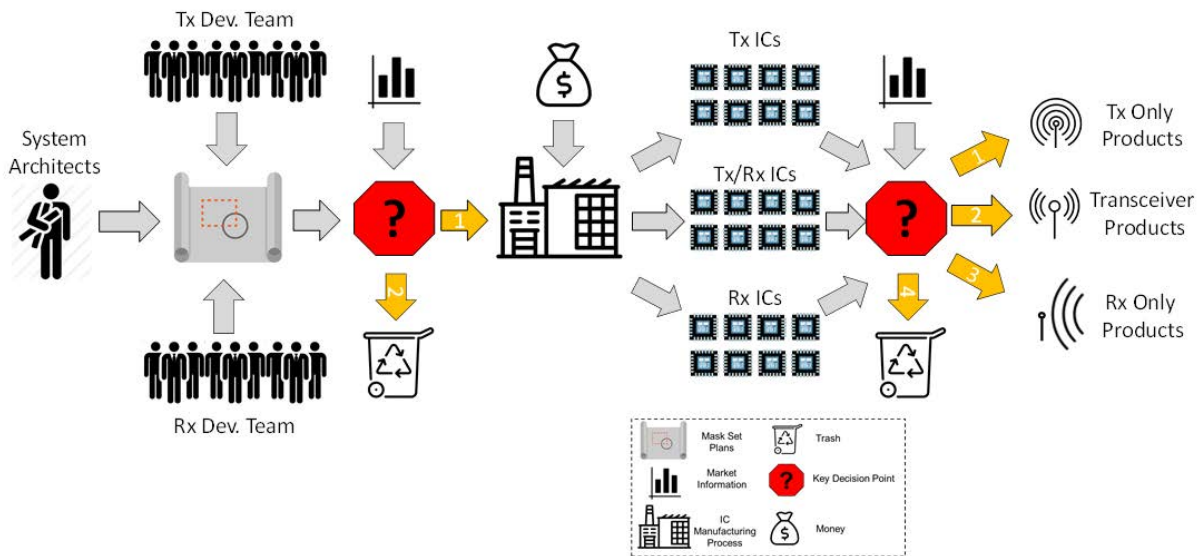 Tx Dev. Team
System
Architects
Rx Dev. Team
?
1
2
$
Tx ICs
Tx/Rx ICs
Rx ICs
?
1
2
3
4
Tx Only
Products
Transceiver
Products
Rx Only
Products
Mask Set
Plans
Trash
Market
Information
?
Key Decision Point
IC
Manufacturing
Process
$
Money